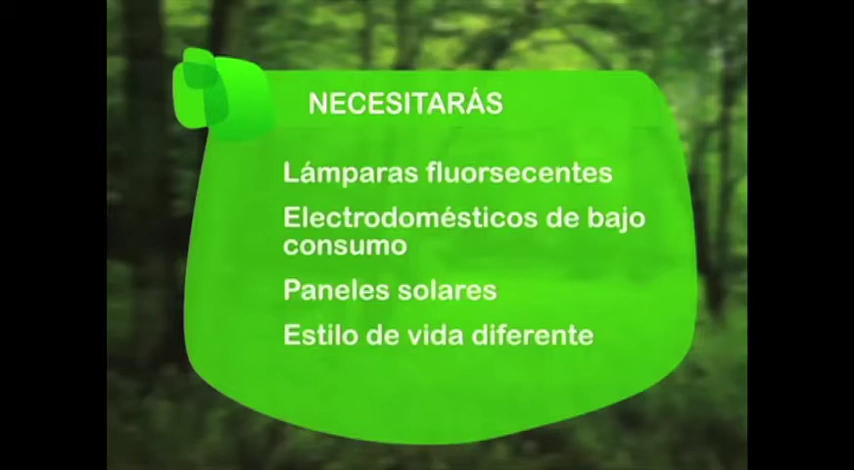 NECESITARÁS
Lámparas fluorsecentes
Electrodomésticos de bajo
consumo
Paneles solares
Estilo de vida diferente